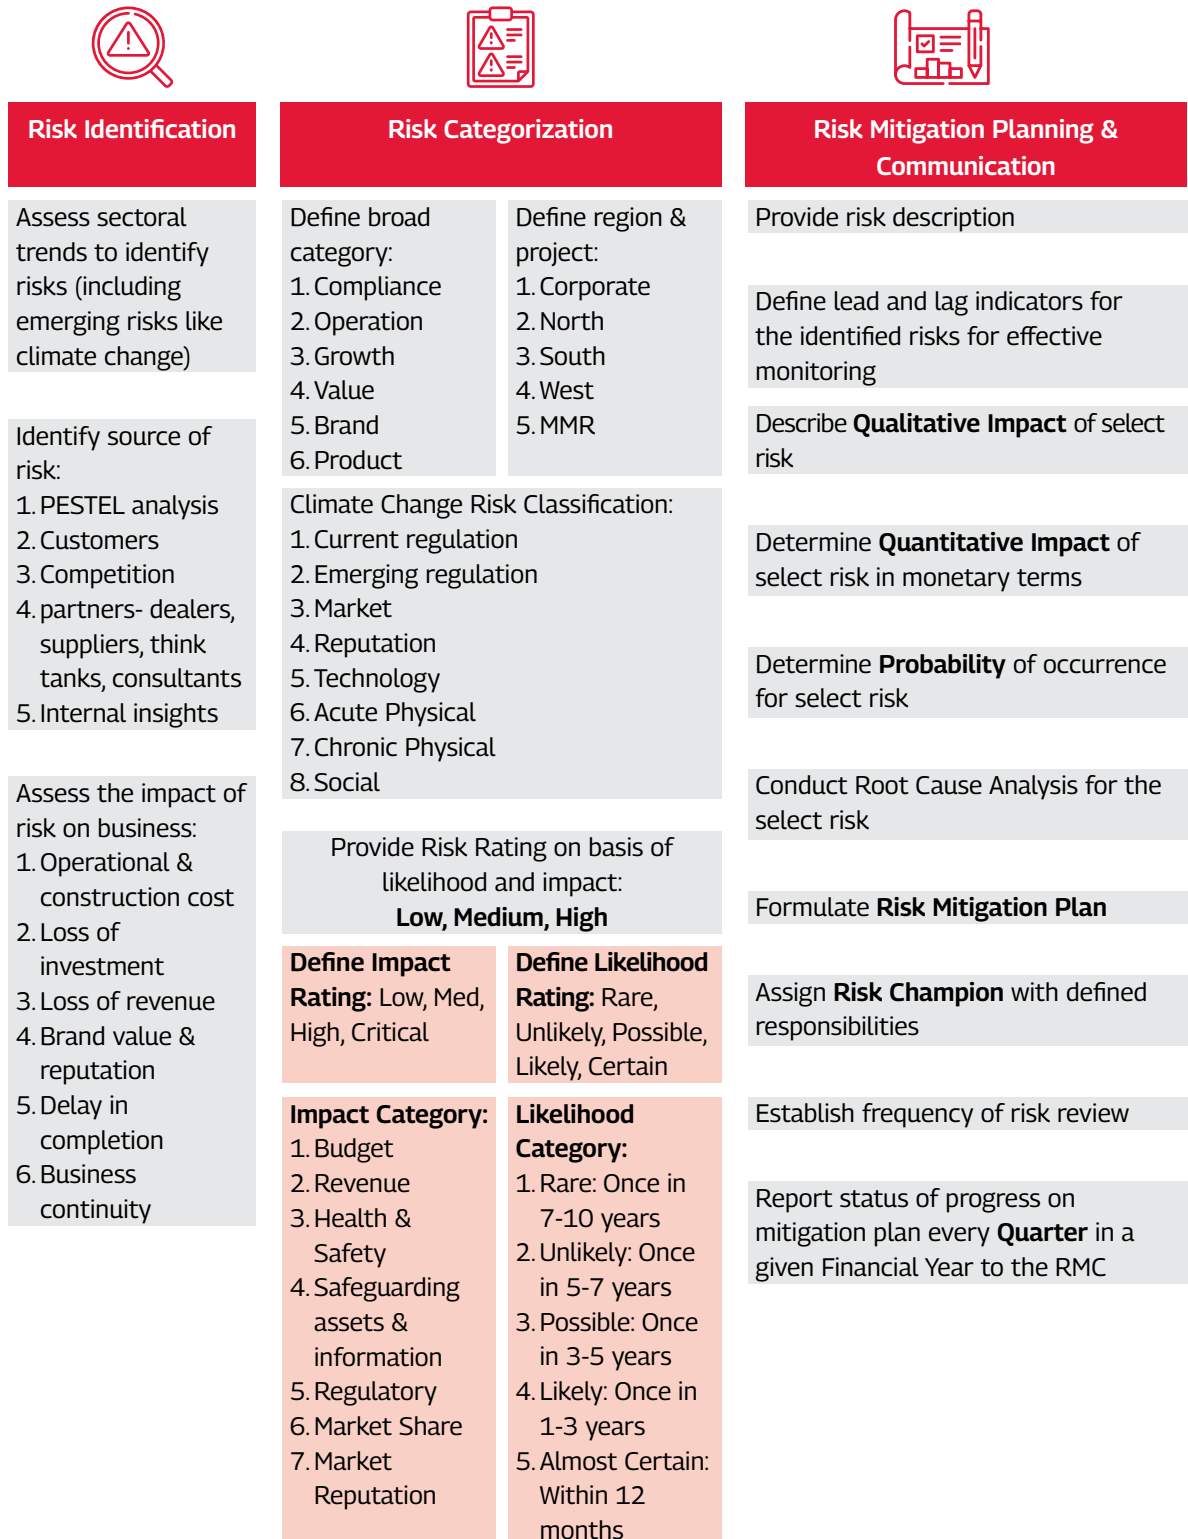 Risk Identification
Assess sectoral
trends to identify
risks (including
emerging risks like
climate change)
Identify source of
risk:
1. PESTEL analysis
2. Customers
3. Competition
4. partners- dealers,
suppliers, think
tanks, consultants
5. Internal insights
Assess the impact of
risk on business:
1. Operational &
construction cost
2. Loss of
investment
3. Loss of revenue
4. Brand value &
reputation
5. Delay in
completion
6. Business
continuity
Risk Categorization
Define broad
category:
1. Compliance
2. Operation
3. Growth
4. Value
5. Brand
6. Product
Define region &
project:
1. Corporate
2. North
3. South
4. West
5. MMR
Climate Change Risk Classification:
1. Current regulation
2. Emerging regulation
3. Market
4. Reputation
5. Technology
6. Acute Physical
7. Chronic Physical
8. Social
Provide Risk Rating on basis of
likelihood and impact:
Low, Medium, High
Define Impact
Rating: Low, Med,
High, Critical
Define Likelihood
Rating: Rare,
Unlikely, Possible,
Likely, Certain
Impact Category:
1. Budget
2. Revenue
3. Health &
Safety
4. Safeguarding
assets &
information
5. Regulatory
6. Market Share
7. Market
Reputation
Likelihood
Category:
1. Rare: Once in
7-10 years
2. Unlikely: Once
in 5-7 years
3. Possible: Once
in 3-5 years
4. Likely: Once in
1-3 years
5. Almost Certain:
Within 12
months
Risk Mitigation Planning &
Communication
Provide risk description
Define lead and lag indicators for
the identified risks for effective
monitoring
Describe Qualitative Impact of select
risk
Determine Quantitative Impact of
select risk in monetary terms
Determine Probability of occurrence
for select risk
Conduct Root Cause Analysis for the
select risk
Formulate Risk Mitigation Plan
Assign Risk Champion with defined
responsibilities
Establish frequency of risk review
Report status of progress on
mitigation plan every Quarter in a
given Financial Year to the RMC